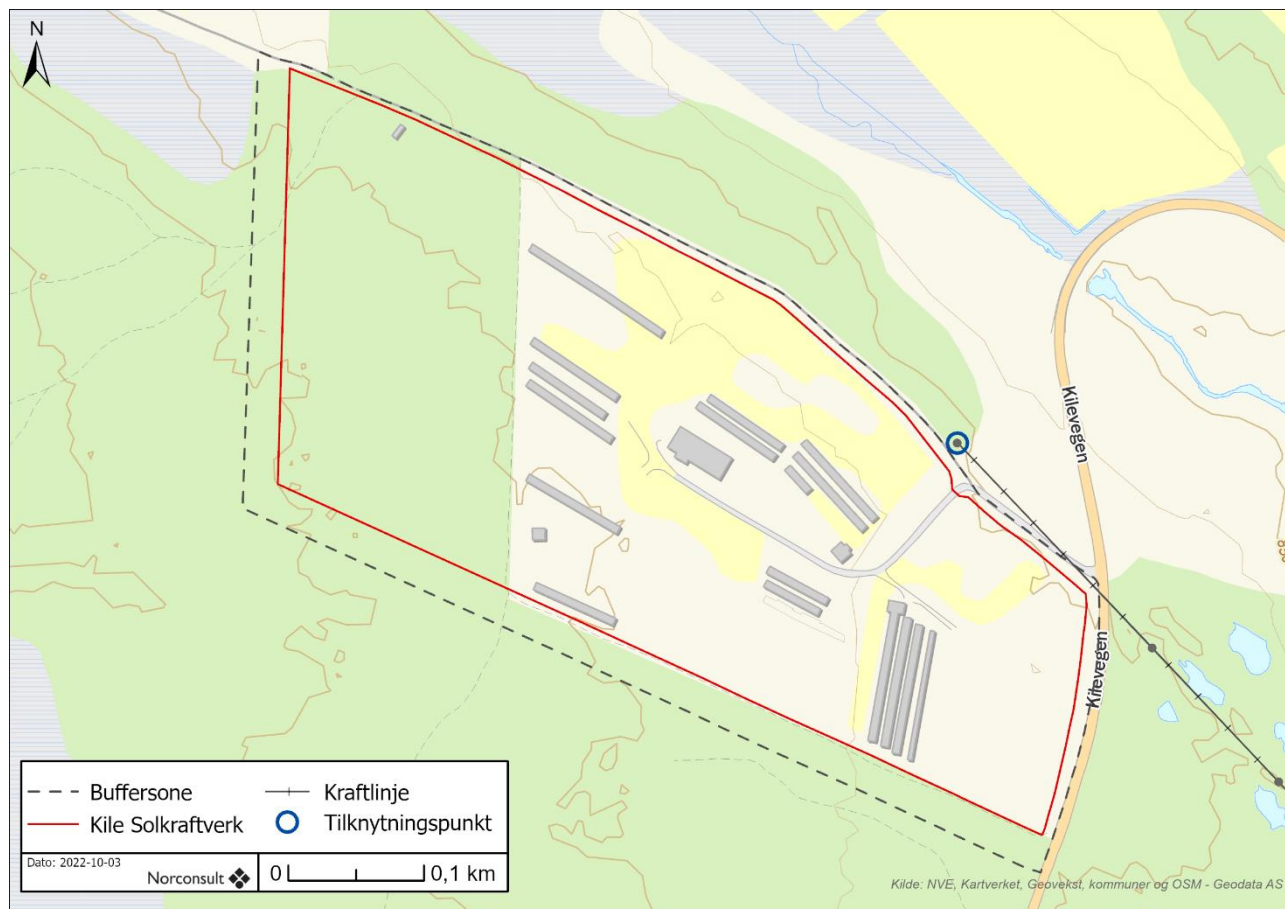 N
Kilevegen
Kilevegen
Buffersone
Kraftlinje
Kile Solkraftverk
Tilknytningspunkt
Dato: 2022-10-03
Norconsult
0
0,1 km
Kilde: NVE, Kartverket, Geovekst, kommuner og OSM - Geodata AS